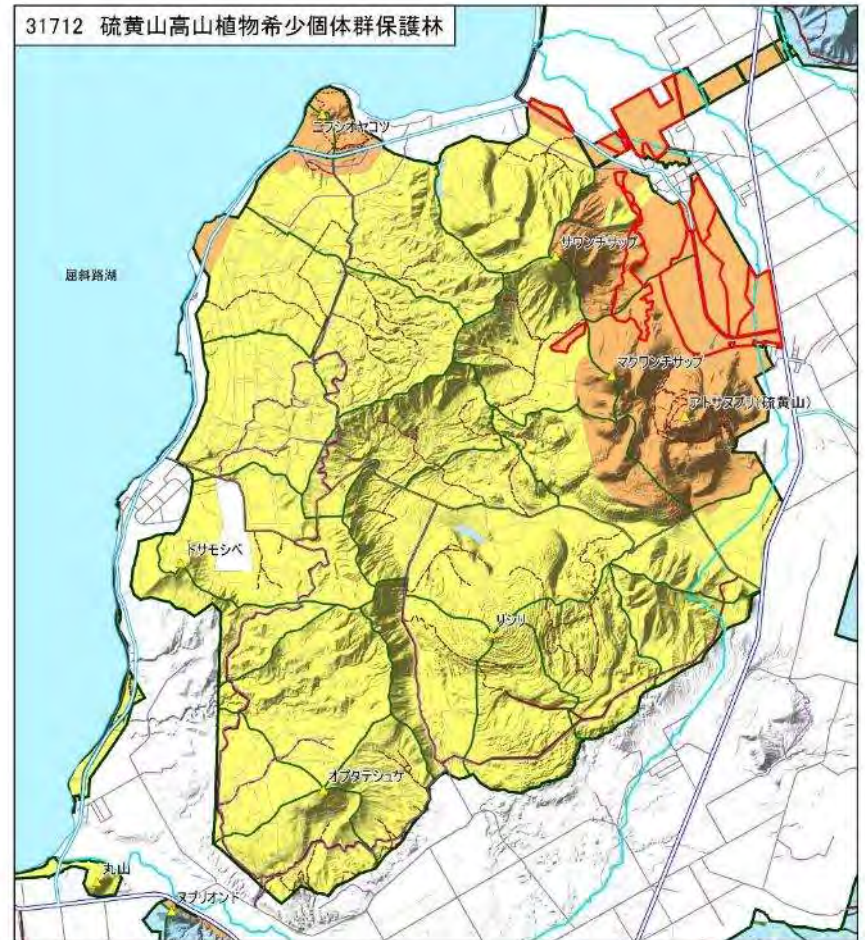 31712 硫黄山高山植物希少個体群保護林
ニブシオヤコツ
サワンチサップ
屈斜路湖
マクワンチサップ
アトサヌプリ(硫黄山)
ドサモシベ
リシリ
オプタテシュケ
丸山
ヌプリオンド